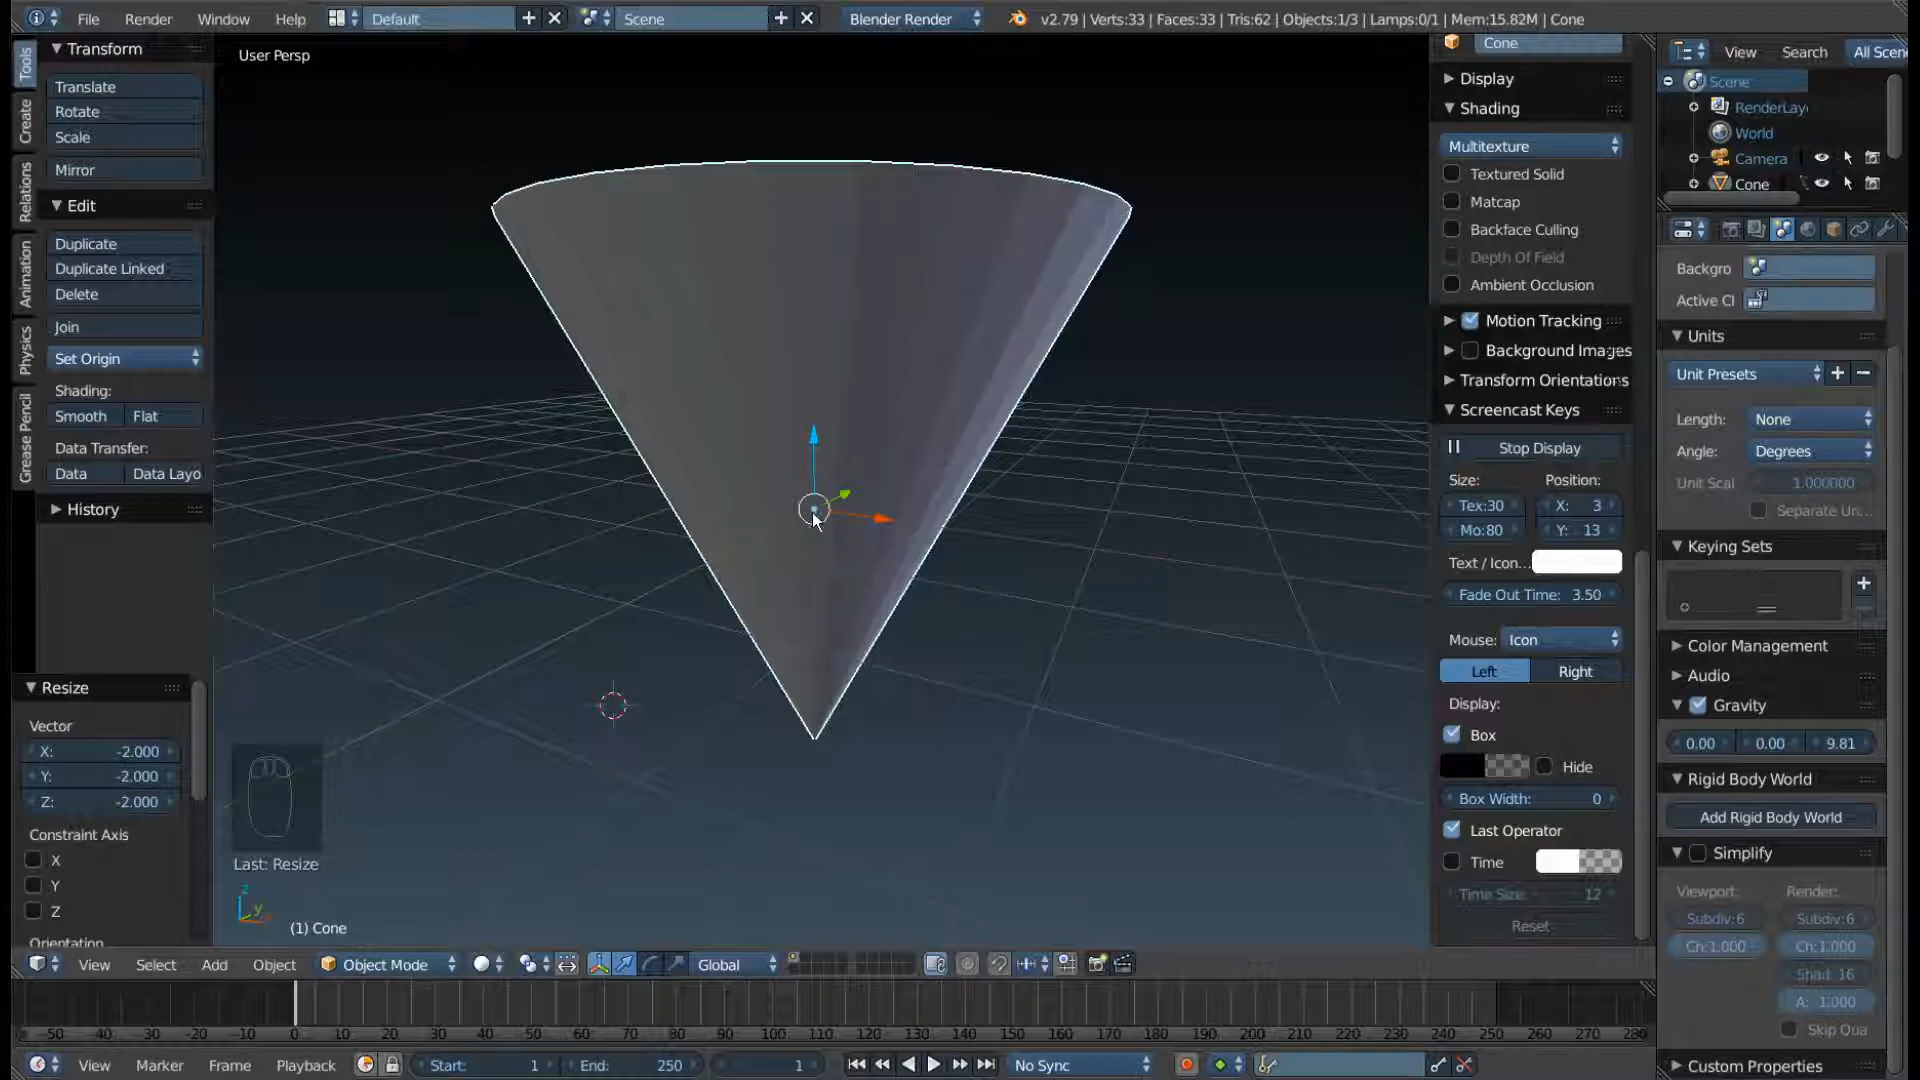 File Render Window Help Default Scene Blender Render v2.79 | Verts:33 | Faces:33 | Tris:62 | Objects:1/3 | Lamps:0/1 | Mem:15.82M | Cone
Tools
Create
Relations
Animation
Physics
Grease Pencil
Transform
Translate
Rotate
Scale
Mirror
Edit
Duplicate
Duplicate Linked
Delete
Join
Set Origin
Shading:
Smooth Flat
Data Transfer:
Data Data Layo
History
Resize
Vector
X: -2.000
Y: -2.000
Z: -2.000
Constraint Axis
X
Y
Z
Orientation
User Persp
Last: Resize
z
y
(1) Cone
Cone
Display
Shading
Multitexture
Textured Solid
Matcap
Backface Culling
Depth Of Field
Ambient Occlusion
Motion Tracking
Background Images
Transform Orientations
Screencast Keys
Stop Display
Size: Position:
Tex:30 X: 3
Mo:80 Y: 13
Text / Icon...
Fade Out Time: 3.50
Mouse: Icon
Left Right
Display:
Box
Hide
Box Width: 0
Last Operator
Time
Time Size: 12
Reset
View Search All Scen
Scene
RenderLay
World
Camera
Cone
Backgro
Active Cl
Units
Unit Presets
Length: None
Angle: Degrees
Unit Scal 1.000000
Separate Un...
Keying Sets
Color Management
Audio
Gravity
0.00 0.00 9.81
Rigid Body World
Add Rigid Body World
Simplify
Viewport: Render:
Subdiv:6 Subdiv:6
Ch:1.000 Ch:1.000
Shad: 16
A: 1.000
Skip Qua
Custom Properties
View Select Add Object Object Mode Global
-50 -40 -30 -20 -10 0 10 20 30 40 50 60 70 80 90 100 110 120 130 140 150 160 170 180 190 200 210 220 230 240 250 260 270 280
View Marker Frame Playback Start: 1 End: 250 1 No Sync